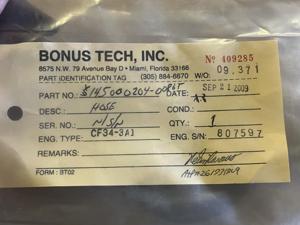 BONUS TECH, INC.
Nº 409285
8575 N.W. 79 Avenue Bay D • Miami, Florida 33166
PART IDENTIFICATION TAG (305) 884-6670 W/O: 09.371
PART NO.: DATE: SEP 21 2009
DESC.: HOSE COND.:
SER. NO.: N/S/N QTY.: 1
ENG. TYPE: CF34-3A1 ENG. S/N: 807597
REMARKS:
FORM : BT02